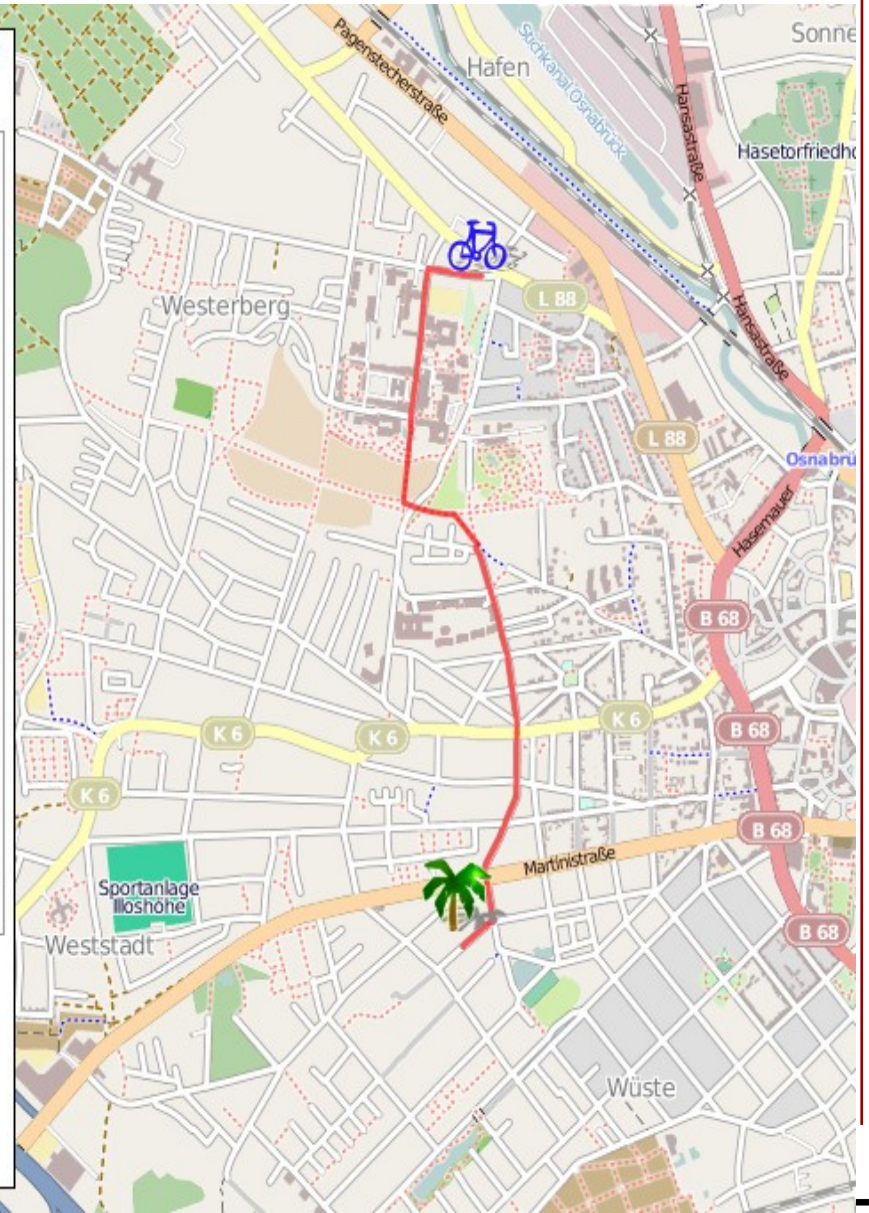 Sonne
Pagenstecherstraße
Hafen
Stichkanal Osnabrück
Hansastraße
Hasetorfriedho
Westerberg
L 88
Hansastraße
L 88
Osnabrü
Hasemauer
B 68
K 6
K 6
K 6
B 68
K 6
B 68
Martinistraße
Sportanlage
Illoshöhe
Weststadt
B 68
Wüste